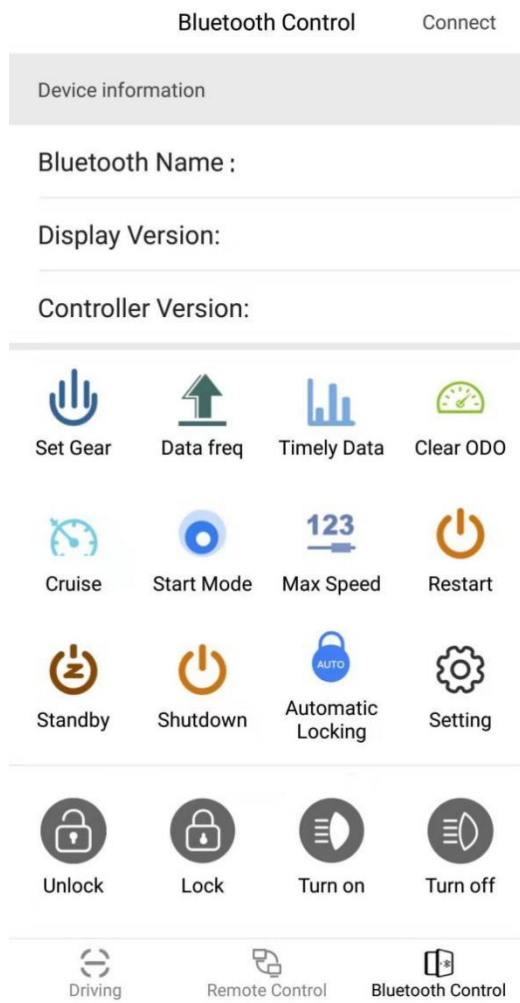 Bluetooth Control Connect
Device information
Bluetooth Name :
Display Version:
Controller Version:
Set Gear Data freq Timely Data Clear ODO
123
Cruise Start Mode Max Speed Restart
Z
AUTO
Standby Shutdown Automatic Locking Setting
Unlock Lock Turn on Turn off
Driving Remote Control Bluetooth Control